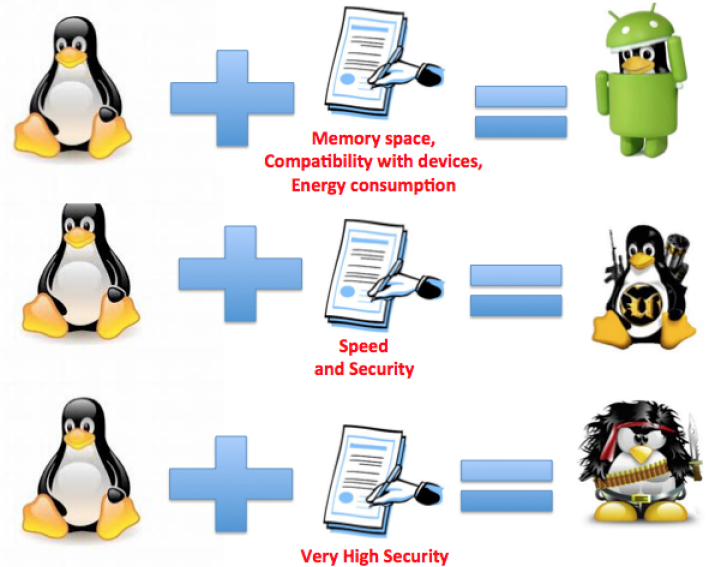 Memory space,
Compatibility with devices,
Energy consumption
Speed
and Security
Very High Security